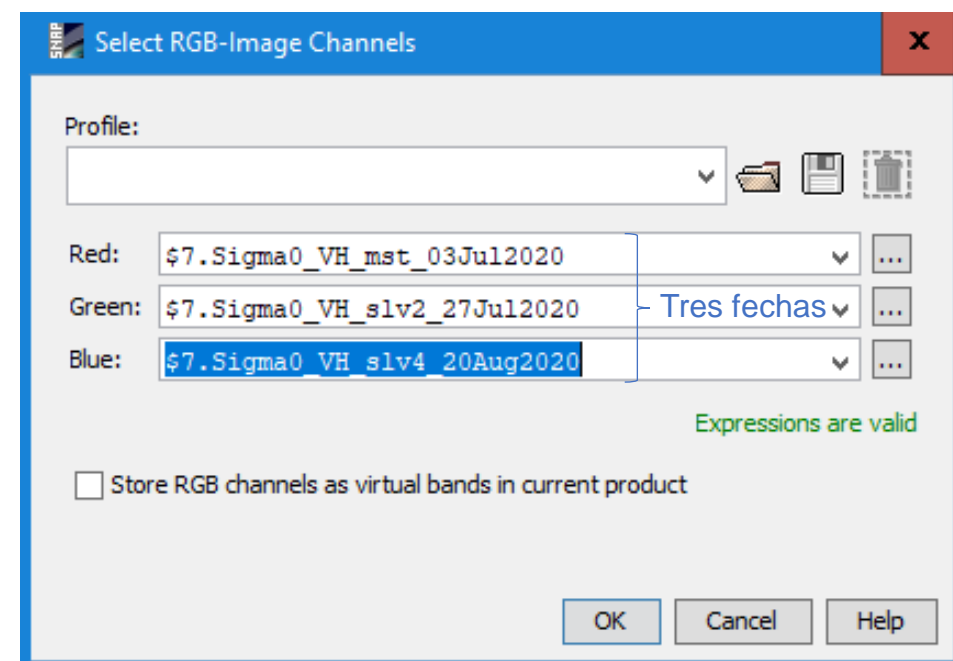 SNAP Select RGB-Image Channels x
Profile:
Red: $7.Sigma0_VH_mst_03Jul2020 ...
Green: $7.Sigma0_VH_slv2_27Jul2020 Tres fechas ...
Blue: $7.Sigma0_VH_slv4_20Aug2020 ...
Expressions are valid
Store RGB channels as virtual bands in current product
OK Cancel Help